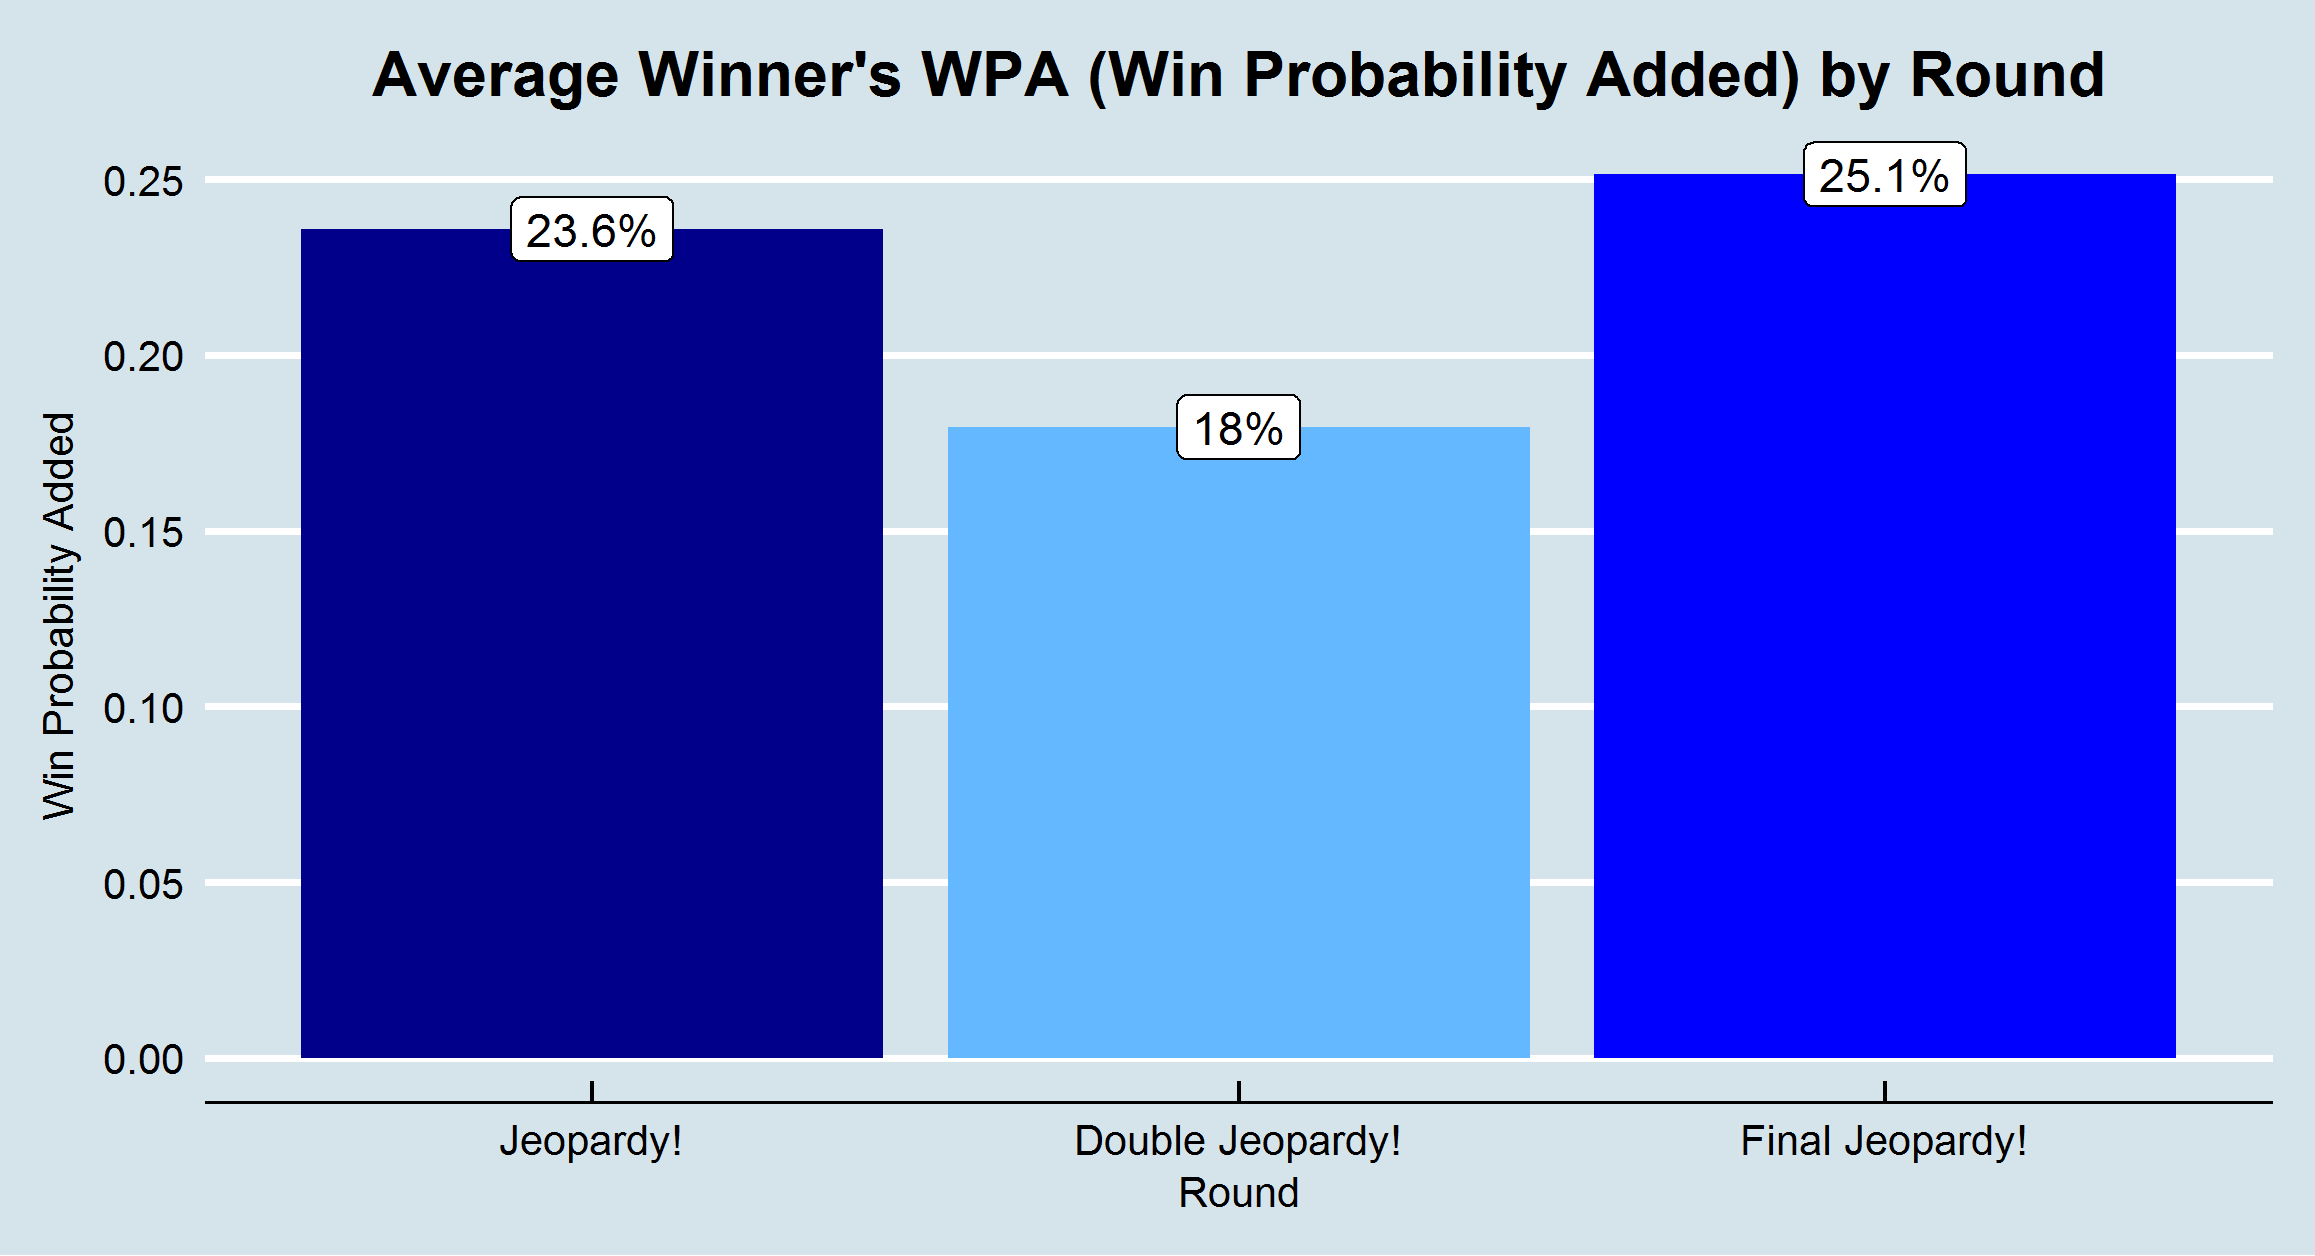 Average Winner's WPA (Win Probability Added) by Round
Win Probability Added
0.25
0.20
0.15
0.10
0.05
0.00
23.6%
18%
25.1%
Jeopardy!
Double Jeopardy!
Final Jeopardy!
Round